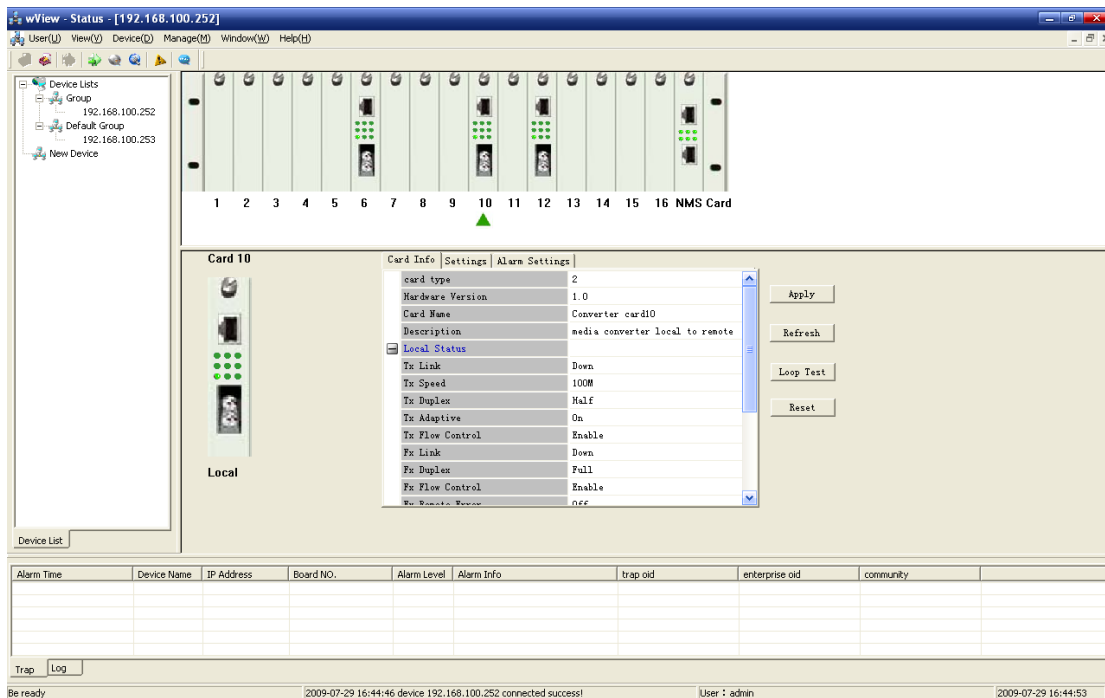 wView - Status - [192.168.100.252]
User(U) View(V) Device(D) Manage(M) Window(W) Help(H)
Device Lists
Group
192.168.100.252
Default Group
192.168.100.253
New Device
Device List
1 2 3 4 5 6 7 8 9 10 11 12 13 14 15 16 NMS Card
Card 10
Local
Card Info Settings Alarm Settings
card type 2
Hardware Version 1.0
Card Name Converter card10
Description media converter local to remote
Local Status
Tx Link Down
Tx Speed 100M
Tx Duplex Half
Tx Adaptive On
Tx Flow Control Enable
Fx Link Down
Fx Duplex Full
Fx Flow Control Enable
Fx Remote Error Off
Apply
Refresh
Loop Test
Reset
Alarm Time Device Name IP Address Board NO. Alarm Level Alarm Info trap oid enterprise oid community
Trap Log
Be ready 2009-07-29 16:44:46 device 192.168.100.252 connected success! User : admin 2009-07-29 16:44:53